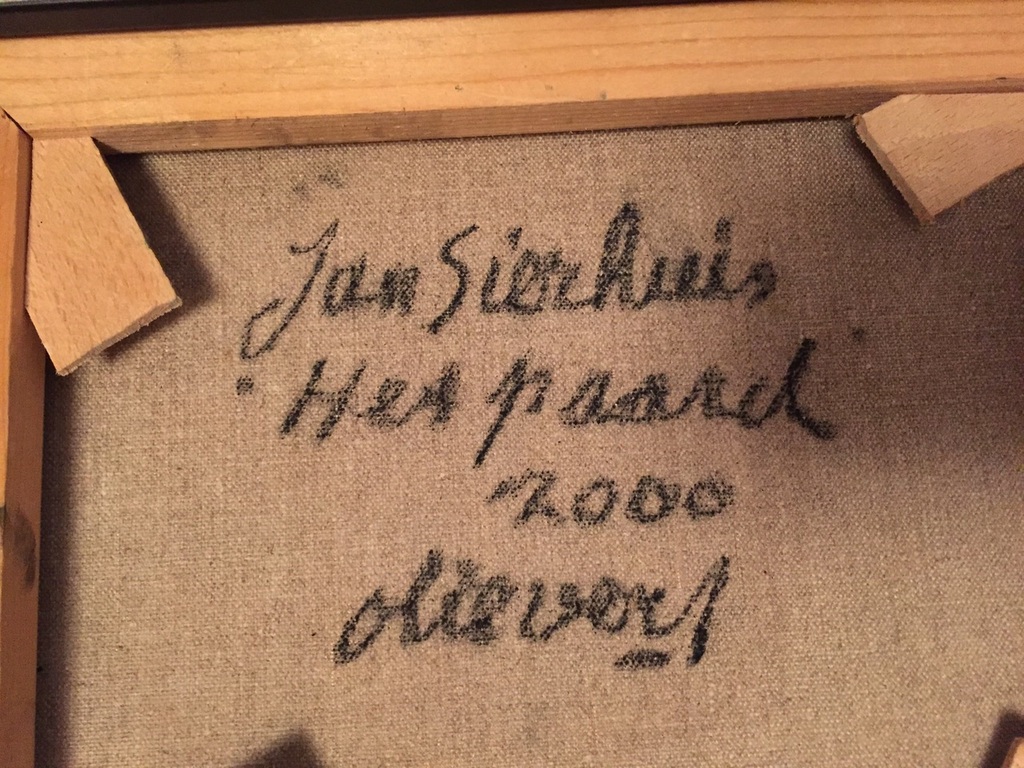 Jan Sierhuis
"Het paard"
2000
olieverf